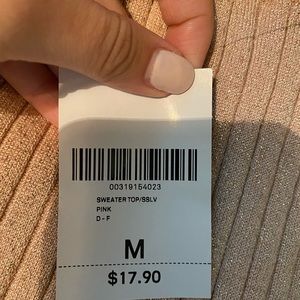 00319154023
SWEATER TOP/SSLV
PINK
D - F
M
$17.90